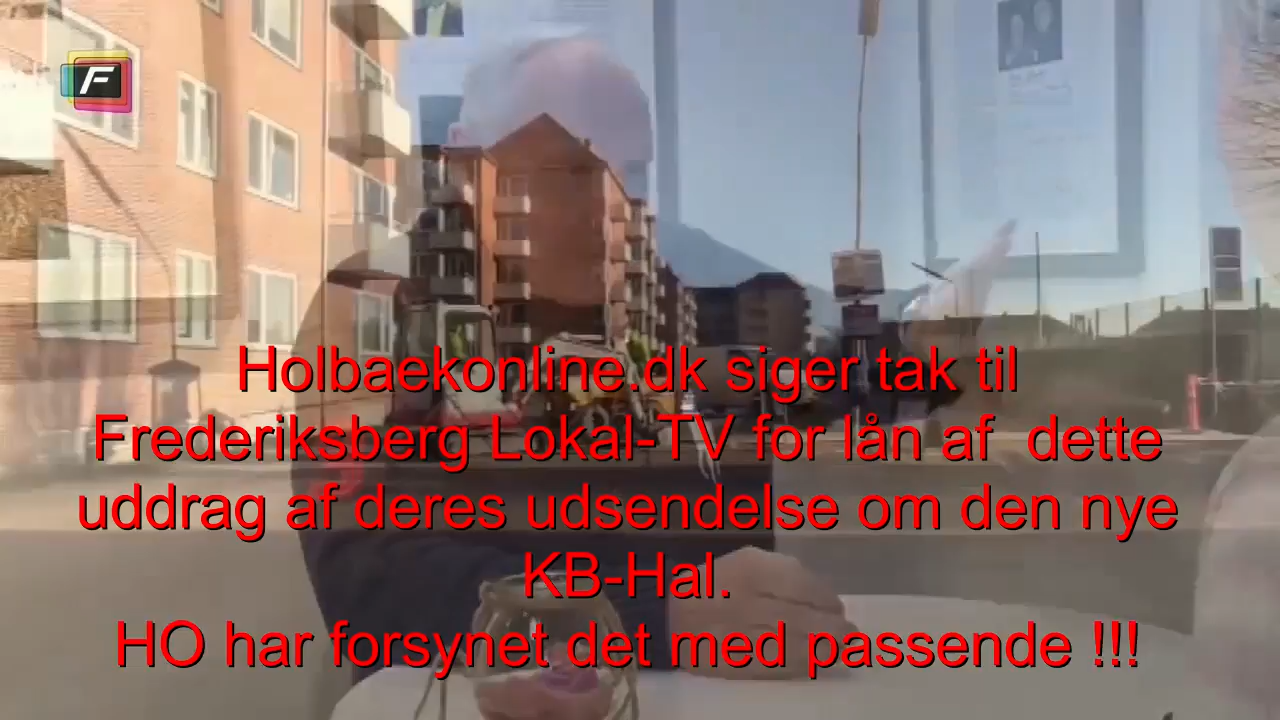 F
Holbaekonline.dk siger tak til
Frederiksberg Lokal-TV for lån af  dette
uddrag af deres udsendelse om den nye
KB-Hal.
HO har forsynet det med passende !!!